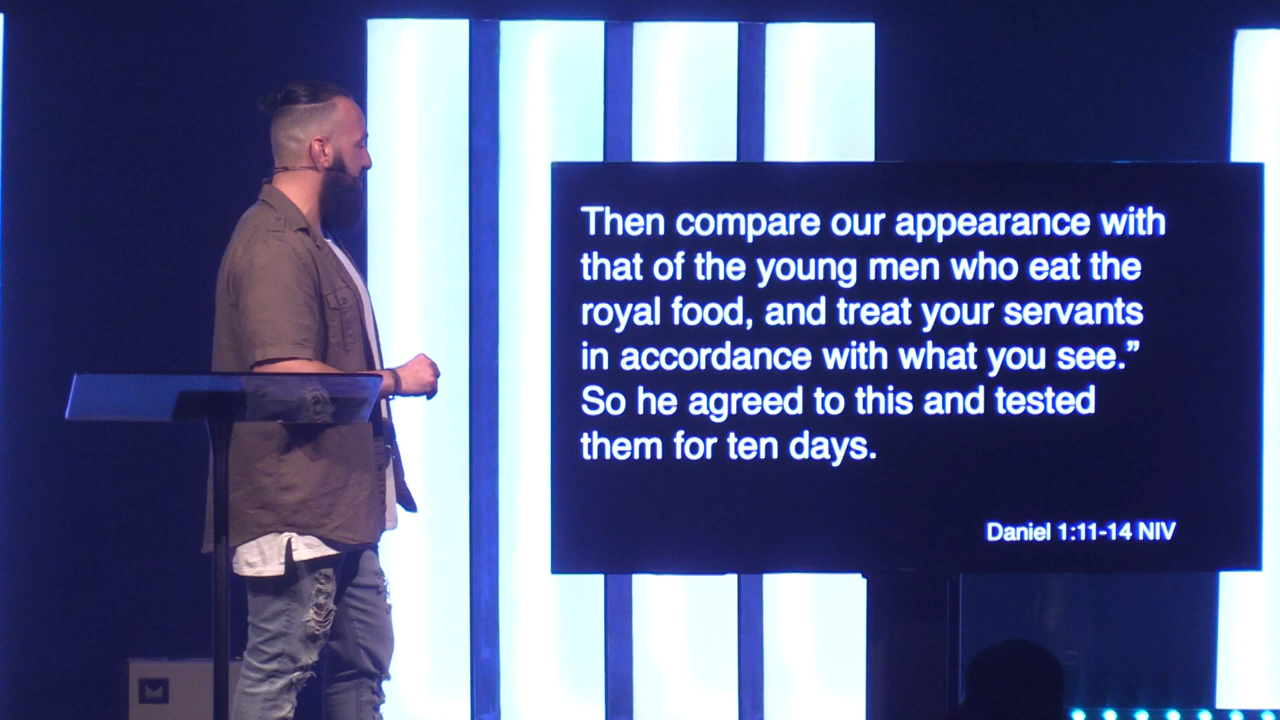 Then compare our appearance with
that of the young men who eat the
royal food, and treat your servants
in accordance with what you see.”
So he agreed to this and tested
them for ten days.
Daniel 1:11-14 NIV